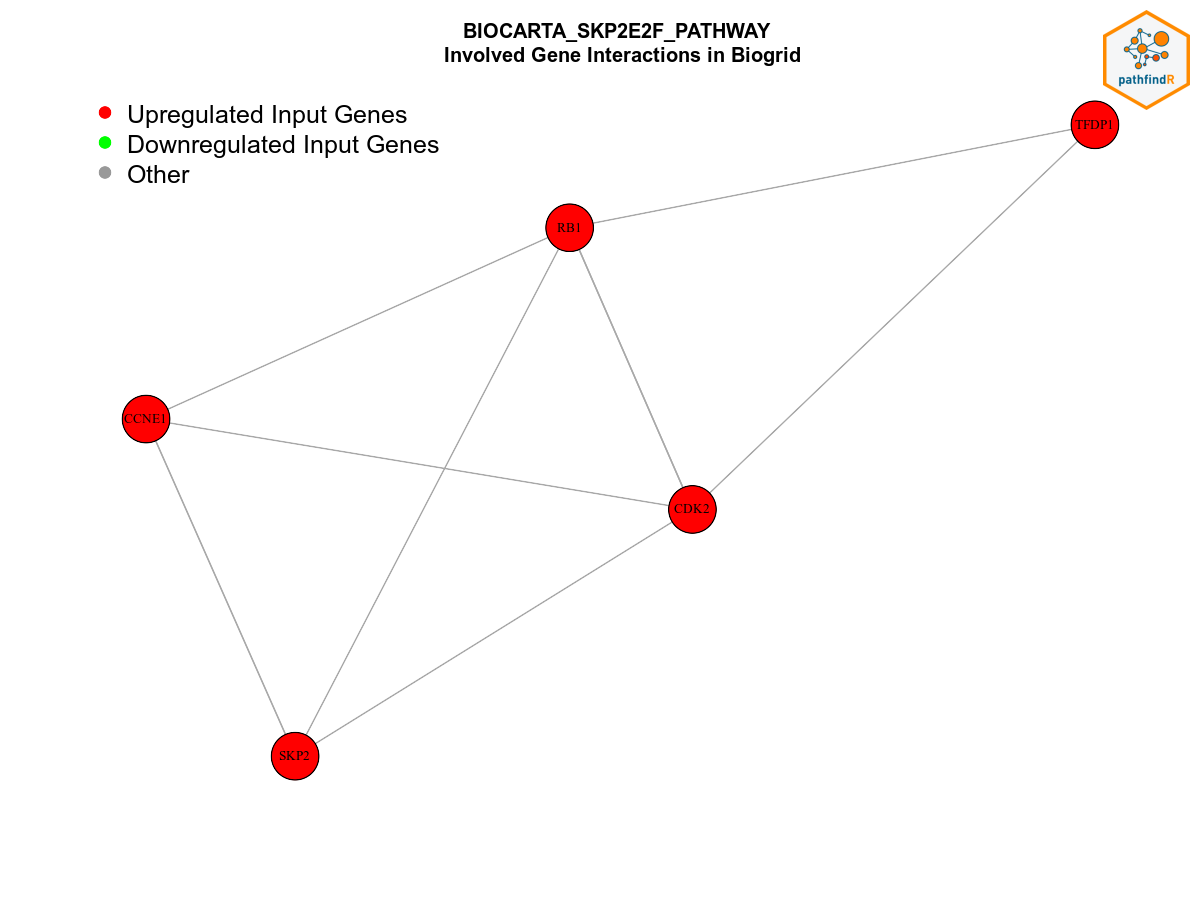 BIOCARTA_SKP2E2F_PATHWAY
Involved Gene Interactions in Biogrid
pathfindR
Upregulated Input Genes
Downregulated Input Genes
Other
TFDP1
RB1
CCNE1
CDK2
SKP2